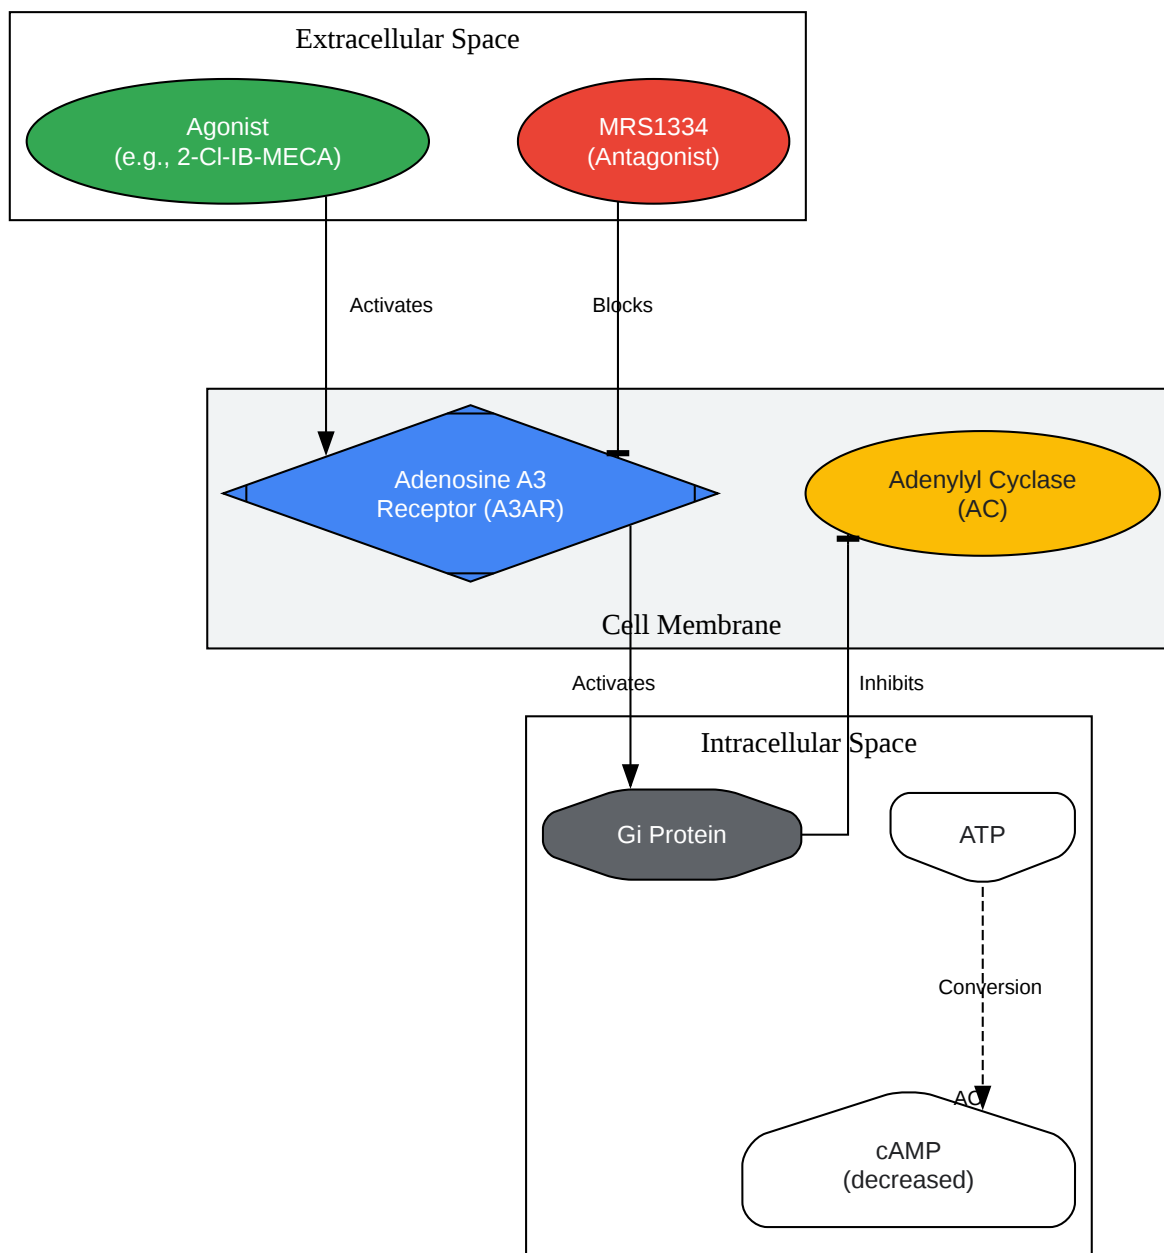 Extracellular Space
Agonist
(e.g., 2-Cl-IB-MECA)
MRS1334
(Antagonist)
Activates
Blocks
Adenosine A3
Receptor (A3AR)
Adenylyl Cyclase
(AC)
Cell Membrane
Activates
Inhibits
Intracellular Space
Gi Protein
ATP
Conversion
AC
cAMP
(decreased)